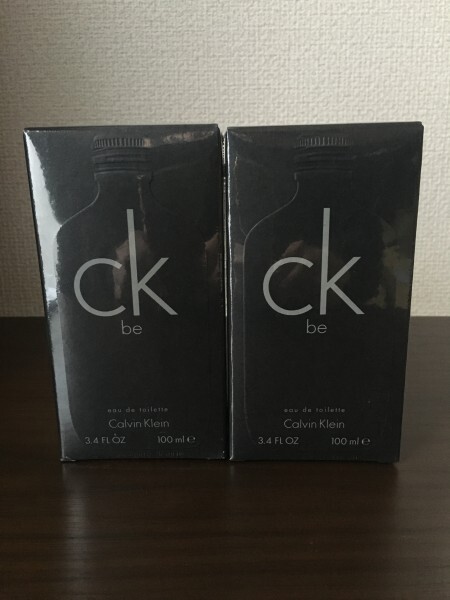 ck
be
eau de toilette
Calvin Klein
3.4 FL OZ 100 ml e
ck
be
eau de toilette
Calvin Klein
3.4 FL OZ 100 ml e